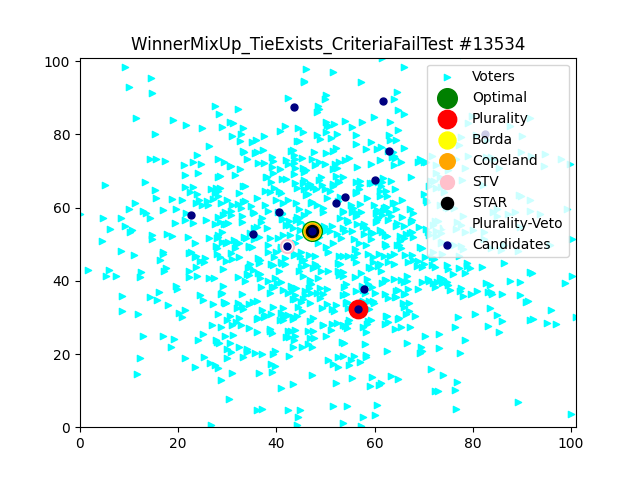 WinnerMixUp_TieExists_CriteriaFailTest #13534
Voters
Optimal
Plurality
Borda
Copeland
STV
STAR
Plurality-Veto
Candidates
100
80
60
40
20
0
0 20 40 60 80 100